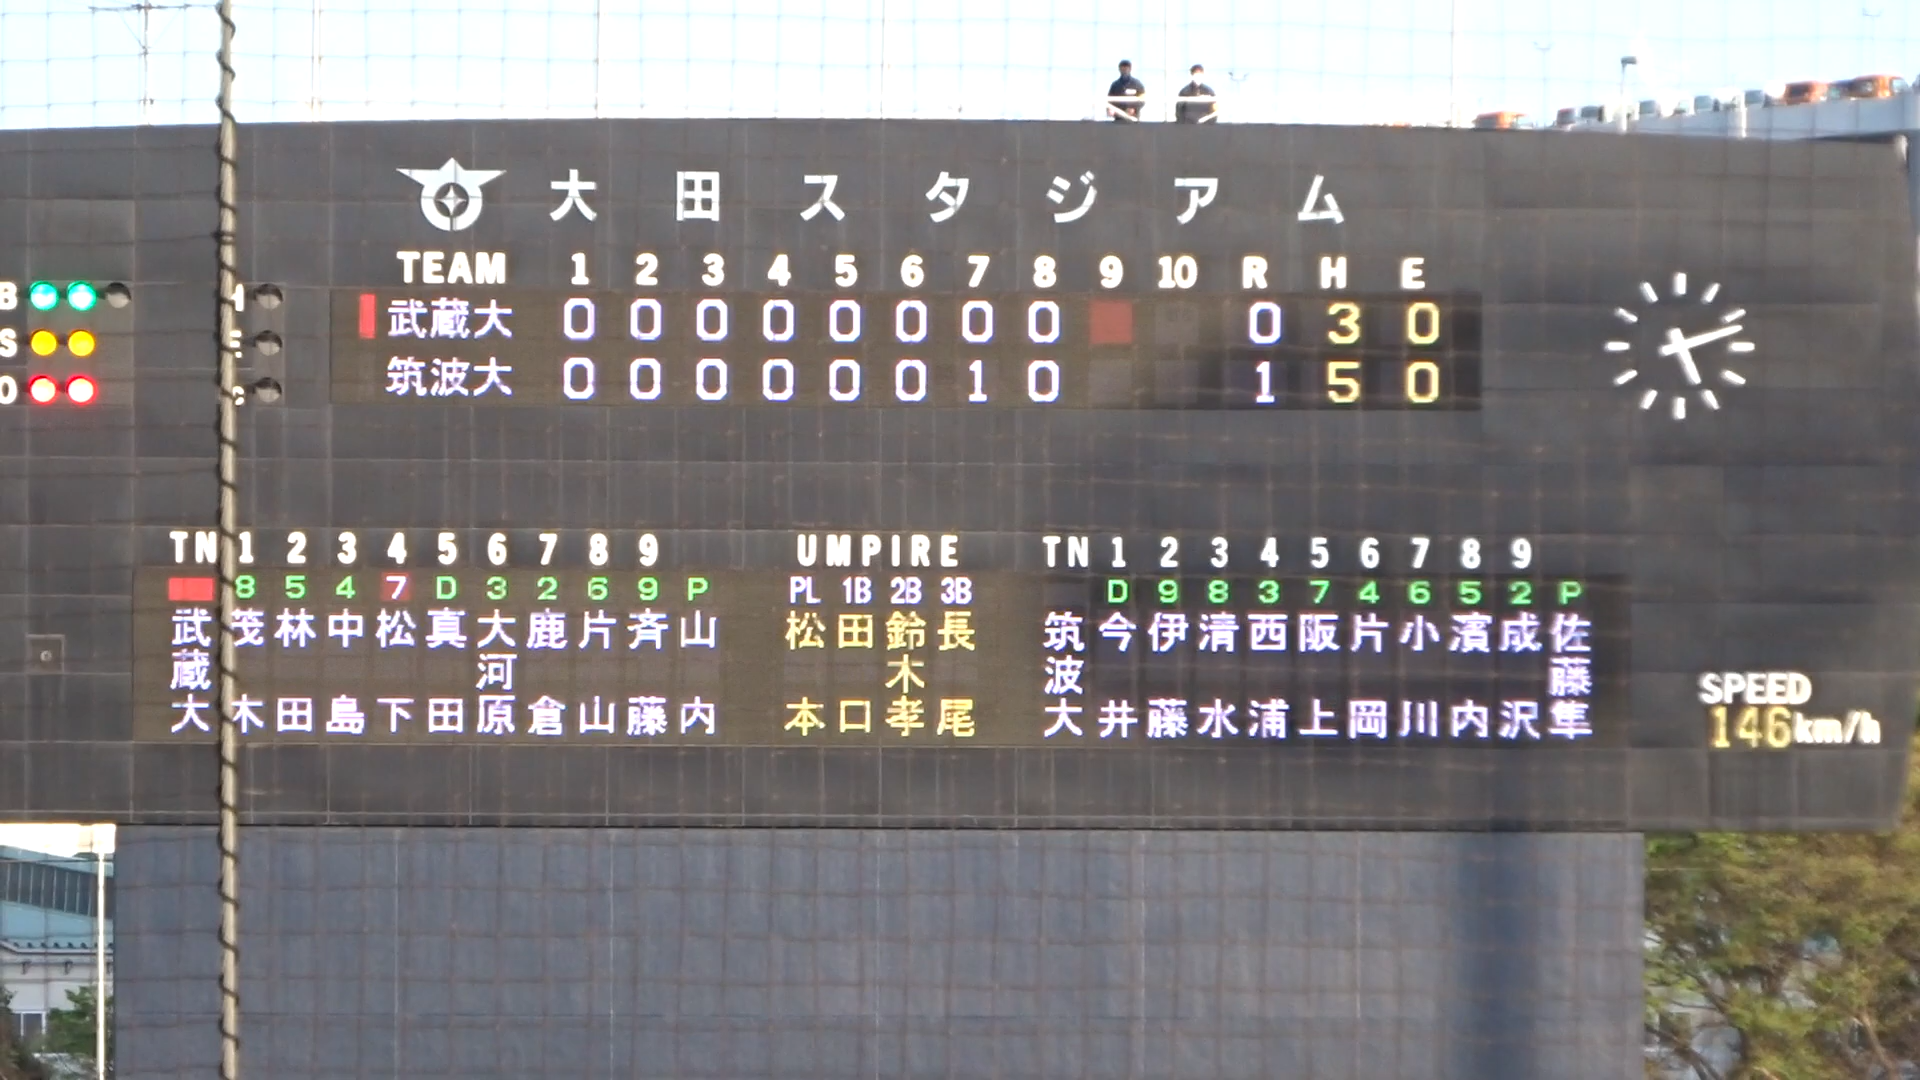 大田スタジアム
TEAM 1 2 3 4 5 6 7 8 9 10 R H E
B
武蔵大 0 0 0 0 0 0 0 0 0 3 0
S
筑波大 0 0 0 0 0 0 1 0 1 5 0
O
TN 1 2 3 4 5 6 7 8 9 UMPIRE TN 1 2 3 4 5 6 7 8 9
8 5 4 7 D 3 2 6 9 P PL 1B 2B 3B D 9 8 3 7 4 6 5 2 P
武 茂 林 中 松 真 大 鹿 片 斉 山 松 田 鈴 長 筑 今 伊 清 西 阪 片 小 濱 成 佐
蔵 河 木 波 藤
大 木 田 島 下 田 原 倉 山 藤 内 本 口 孝 尾 大 井 藤 水 浦 上 岡 川 内 沢 隼
SPEED
146km/h